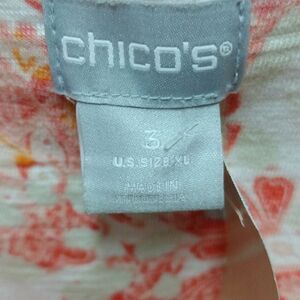 chico's®
3
U.S. SIZE XL
MADE IN